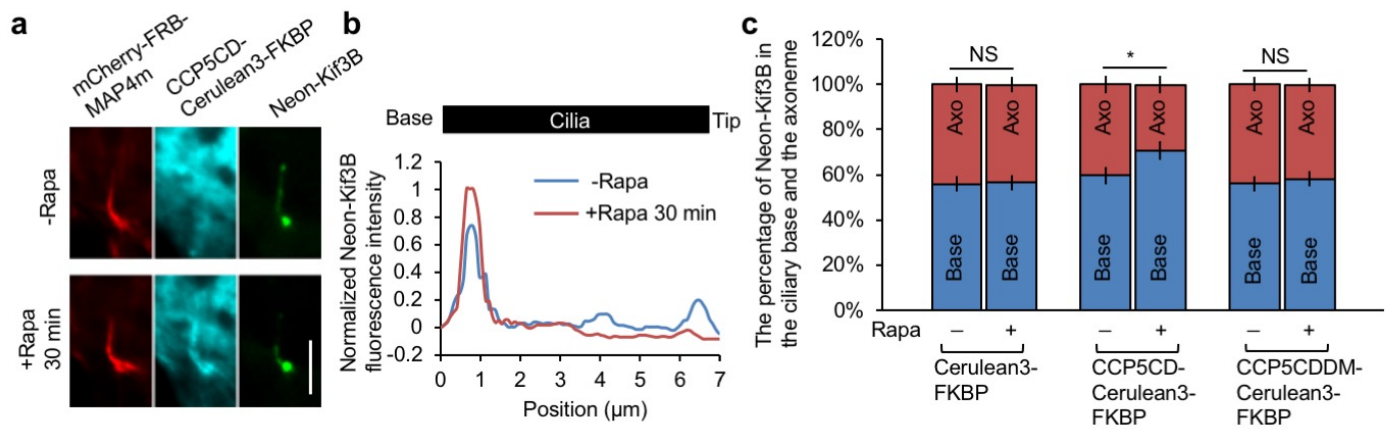 a
mCherry-FRB-
MAP4m
CCP5CD-
Cerulean3-FKBP
Neon-Kif3B
-Rapa
+Rapa
30 min
b
Base
Cilia
Tip
Normalized Neon-Kif3B
fluorescence intensity
1.2
1
0.8
0.6
0.4
0.2
0
-0.2
-Rapa
+Rapa 30 min
0 1 2 3 4 5 6 7
Position (µm)
c
The percentage of Neon-Kif3B in
the ciliary base and the axoneme
120%
100%
80%
60%
40%
20%
0%
NS
*
NS
Axo Axo Axo Axo Axo Axo
Base Base Base Base Base Base
Rapa – + – + – +
Cerulean3-
FKBP
CCP5CD-
Cerulean3-
FKBP
CCP5CDDM-
Cerulean3-
FKBP